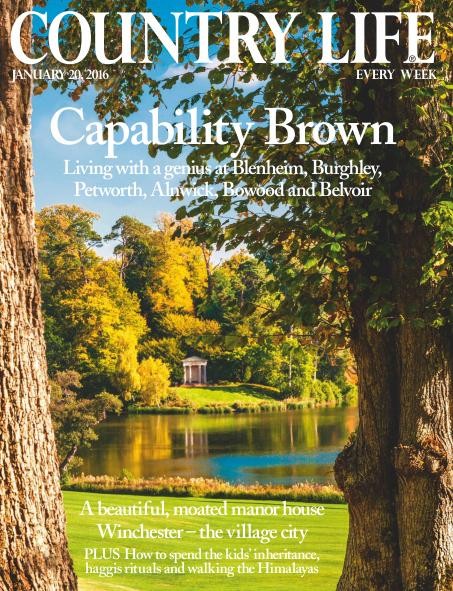 COUNTRY LIFE®
JANUARY 20, 2016
EVERY WEEK
Capability Brown
Living with a genius at Blenheim, Burghley,
Petworth, Alnwick, Bowood and Belvoir
A beautiful, moated manor house
Winchester – the village city
PLUS How to spend the kids' inheritance,
haggis rituals and walking the Himalayas